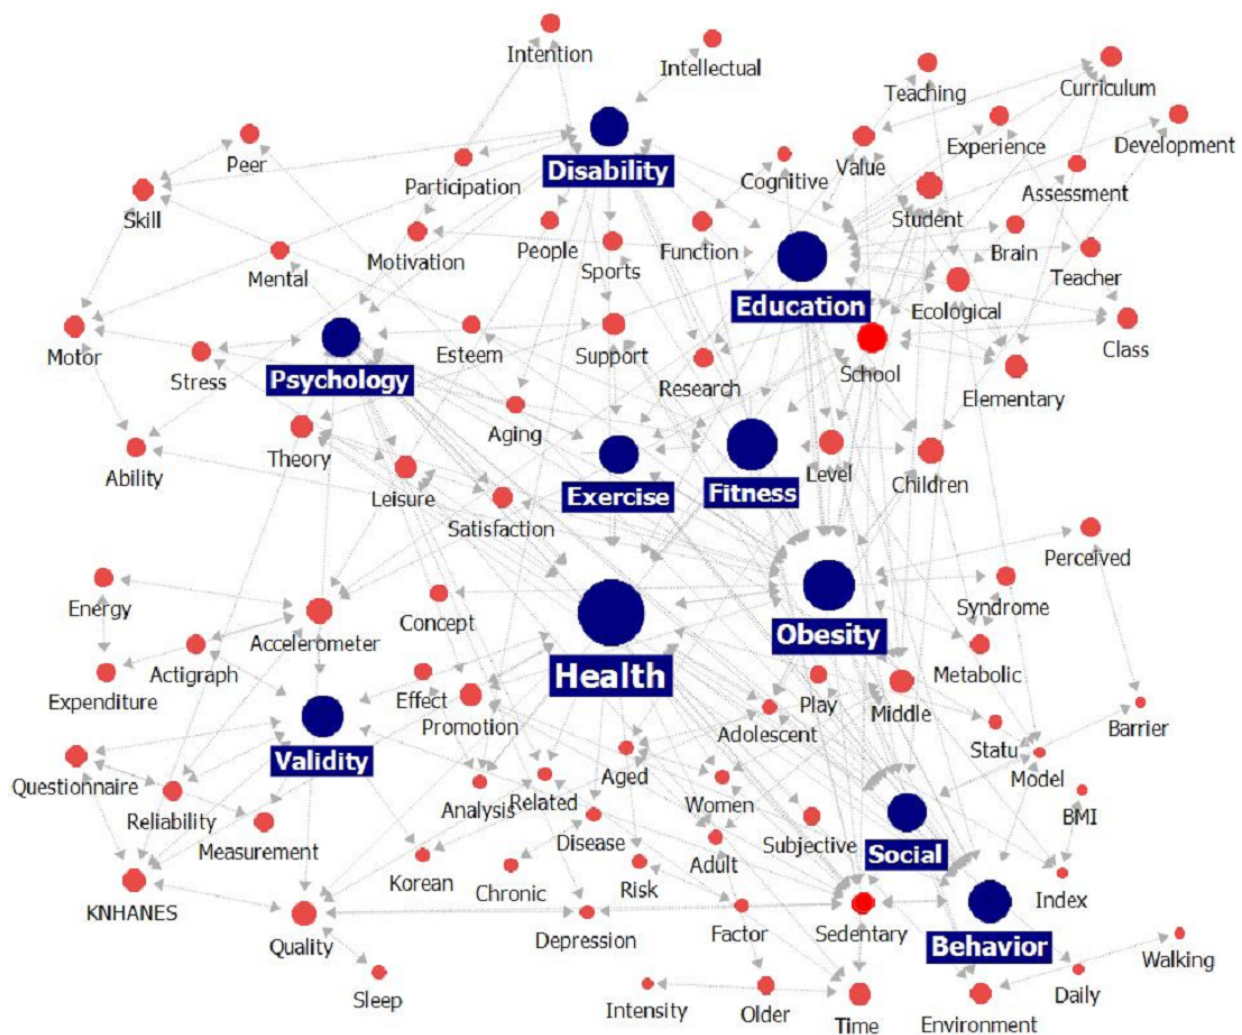 Intention
Intellectual
Curriculum
Teaching
Peer
Disability
Participation
Cognitive
Value
Experience
Development
Assessment
Skill
Student
Mental
Motivation
People
Sports
Function
Brain
Teacher
Education
Ecological
Motor
Stress
Psychology
Esteem
Support
Research
School
Class
Elementary
Aging
Theory
Ability
Leisure
Satisfaction
Exercise
Fitness
Level
Children
Perceived
Energy
Accelerometer
Concept
Syndrome
Obesity
Health
Expenditure
Actigraph
Effect
Promotion
Play
Middle
Metabolic
Adolescent
Barrier
Statu
Model
Validity
Questionnaire
Reliability
Analysis
Related
Aged
Women
BMI
Measurement
Disease
Subjective
Social
Adult
Korean
Chronic
Risk
Index
KNHANES
Quality
Depression
Factor
Sedentary
Behavior
Walking
Sleep
Intensity
Older
Time
Environment
Daily